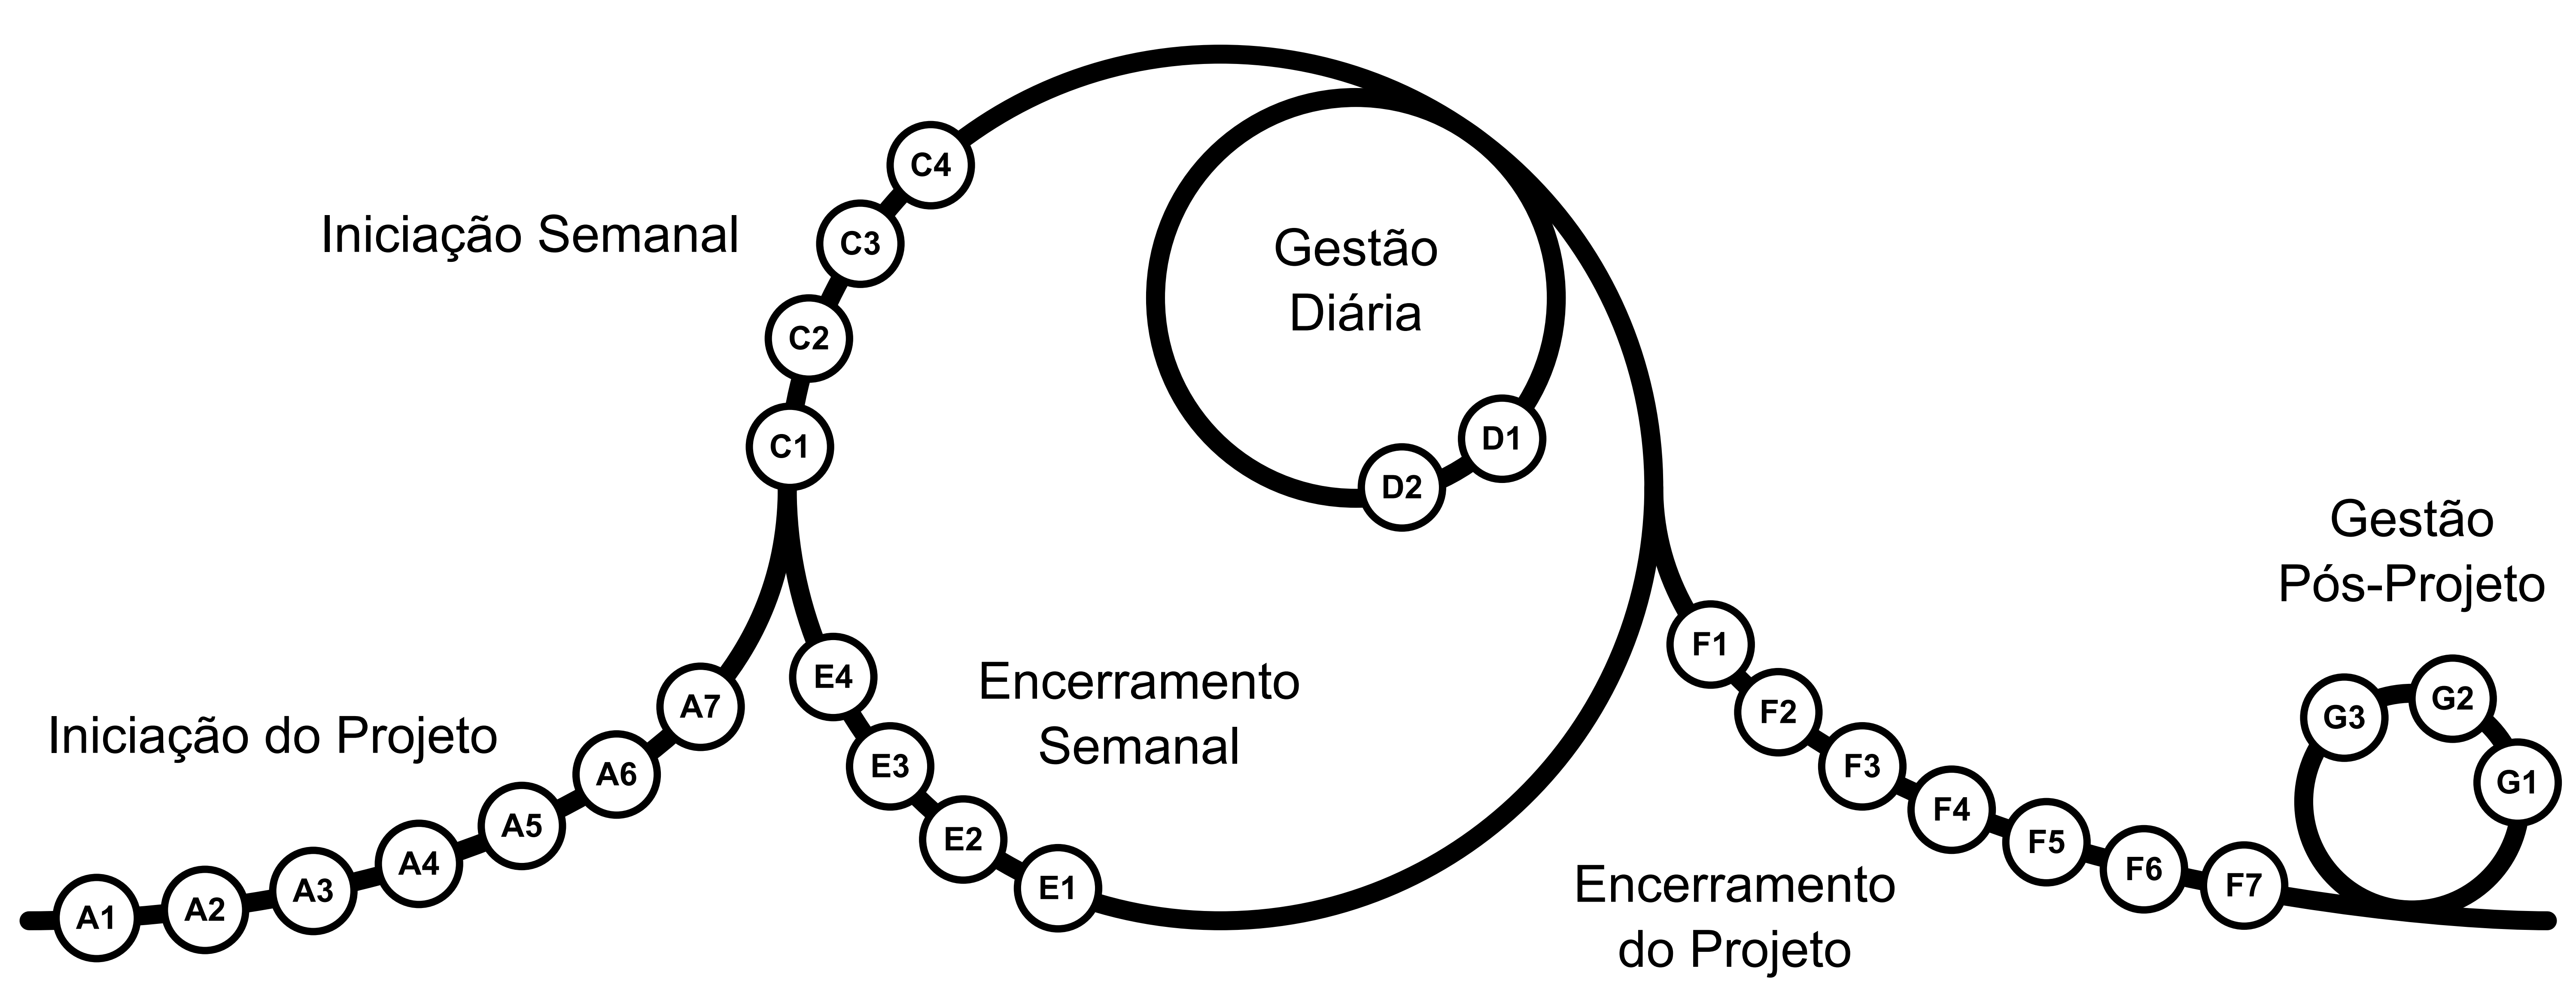 Iniciação do Projeto
A1
A2
A3
A4
A5
A6
A7
Iniciação Semanal
C1
C2
C3
C4
Gestão
Diária
D1
D2
Encerramento
Semanal
E1
E2
E3
E4
Encerramento
do Projeto
F1
F2
F3
F4
F5
F6
F7
Gestão
Pós-Projeto
G1
G2
G3